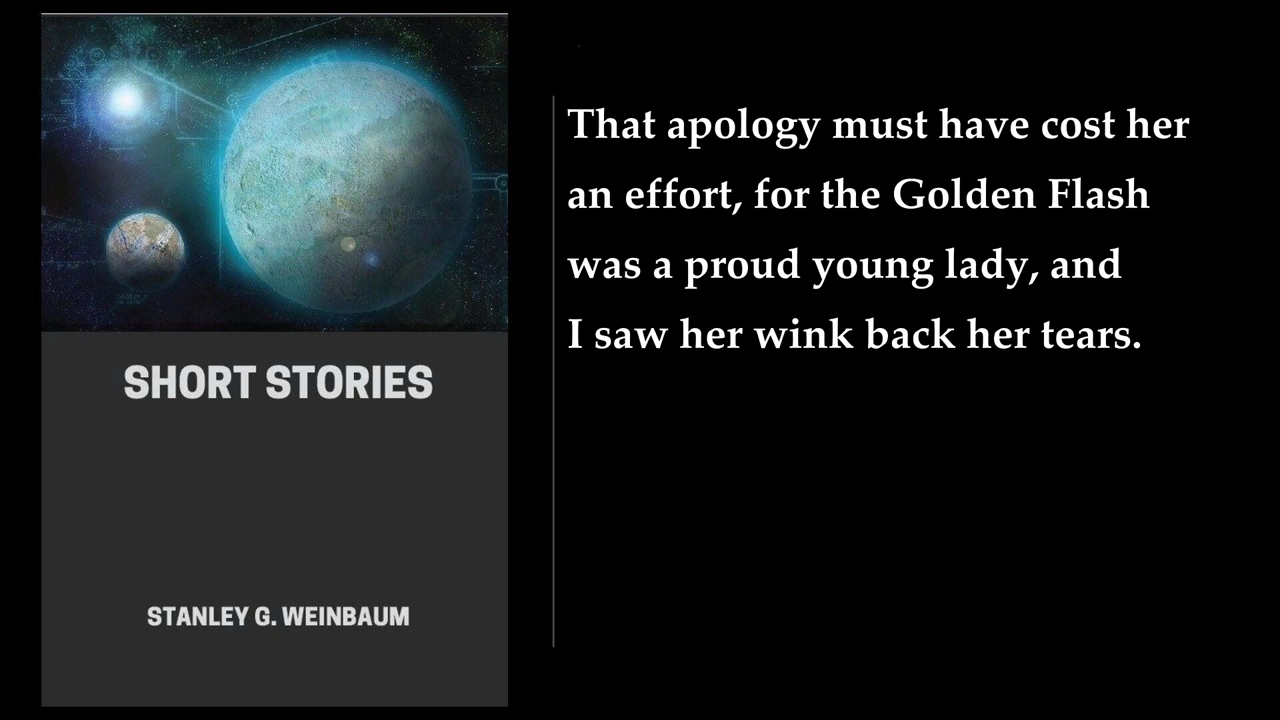 SHORT STORIES
STANLEY G. WEINBAUM
That apology must have cost her
an effort, for the Golden Flash
was a proud young lady, and
I saw her wink back her tears.